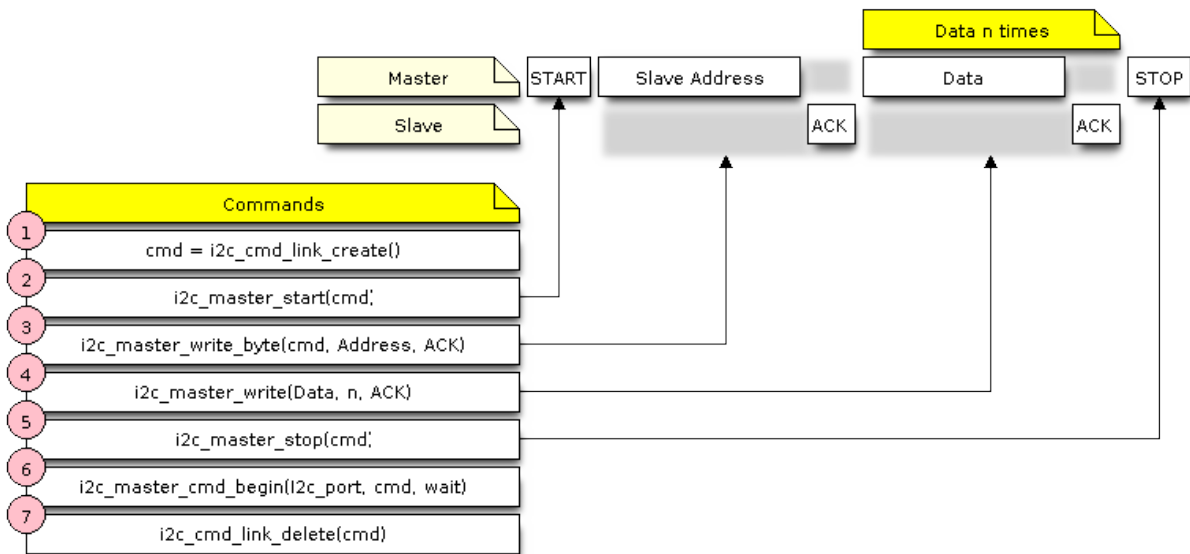 Data n times
Master START Slave Address Data STOP
Slave ACK ACK
Commands
1
cmd = i2c_cmd_link_create()
2
i2c_master_start(cmd;
3
i2c_master_write_byte(cmd, Address, ACK)
4
i2c_master_write(Data, n, ACK)
5
i2c_master_stop(cmd;
6
i2c_master_cmd_begin(I2c_port, cmd, wait)
7
i2c_cmd_link_delete(cmd)